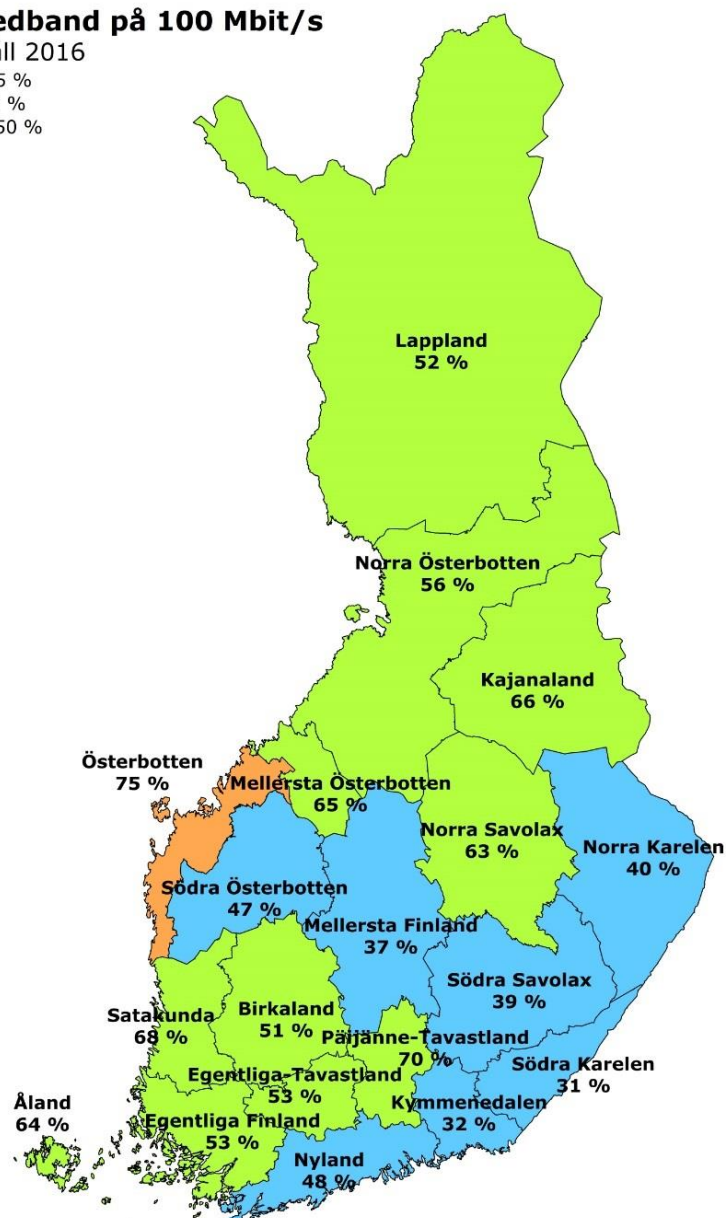 edband på 100 Mbit/s
ll 2016
5 %
%
50 %
Lappland
52 %
Norra Österbotten
56 %
Kajanaland
66 %
Österbotten
75 %
Mellersta Österbotten
65 %
Norra Savolax
63 %
Norra Karelen
40 %
Södra Österbotten
47 %
Mellersta Finland
37 %
Södra Savolax
39 %
Satakunda
68 %
Birkaland
51 %
Päijänne-Tavastland
70 %
Södra Karelen
31 %
Egentliga-Tavastland
53 %
Kymmenedalen
32 %
Åland
64 %
Egentliga Finland
53 %
Nyland
48 %